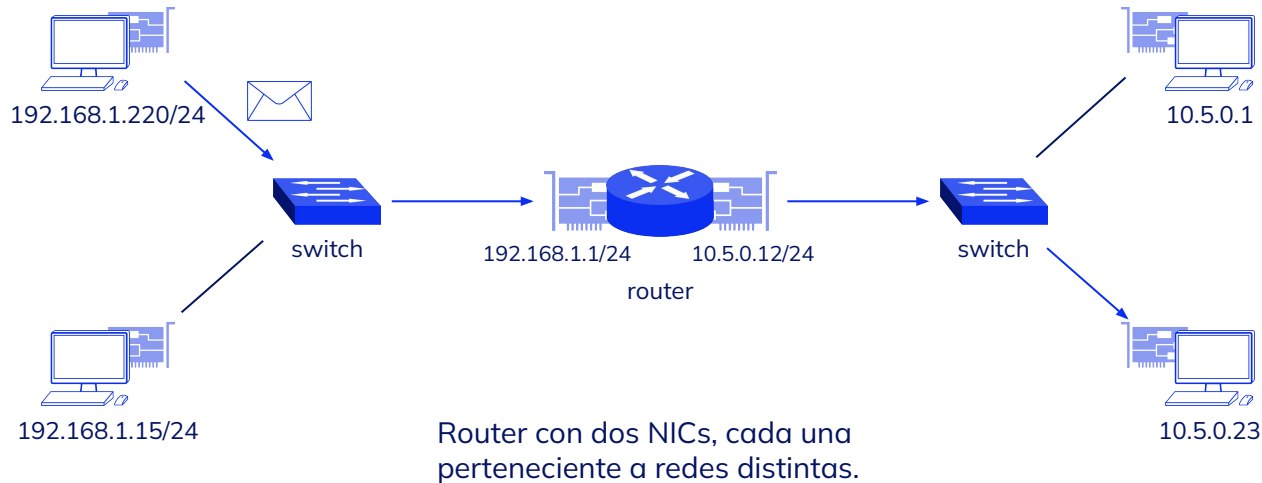 192.168.1.220/24
10.5.0.1
switch
192.168.1.1/24
10.5.0.12/24
switch
router
192.168.1.15/24
10.5.0.23
Router con dos NICs, cada una
perteneciente a redes distintas.